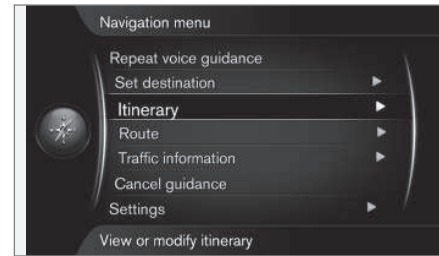 Navigation menu
Repeat voice guidance
Set destination
Itinerary
Route
Traffic information
Cancel guidance
Settings
View or modify itinerary